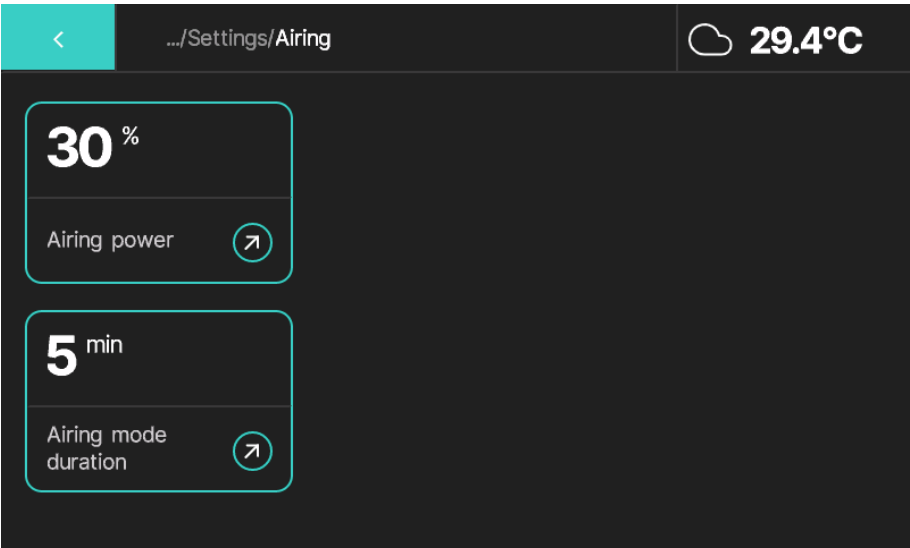 .../Settings/Airing
29.4°C
30 %
Airing power
5 min
Airing mode
duration